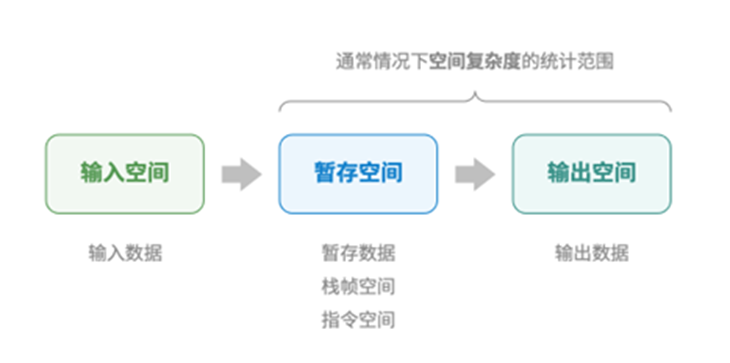 通常情况下空间复杂度的统计范围
输入空间
暂存空间
输出空间
输入数据
暂存数据
输出数据
栈帧空间
指令空间